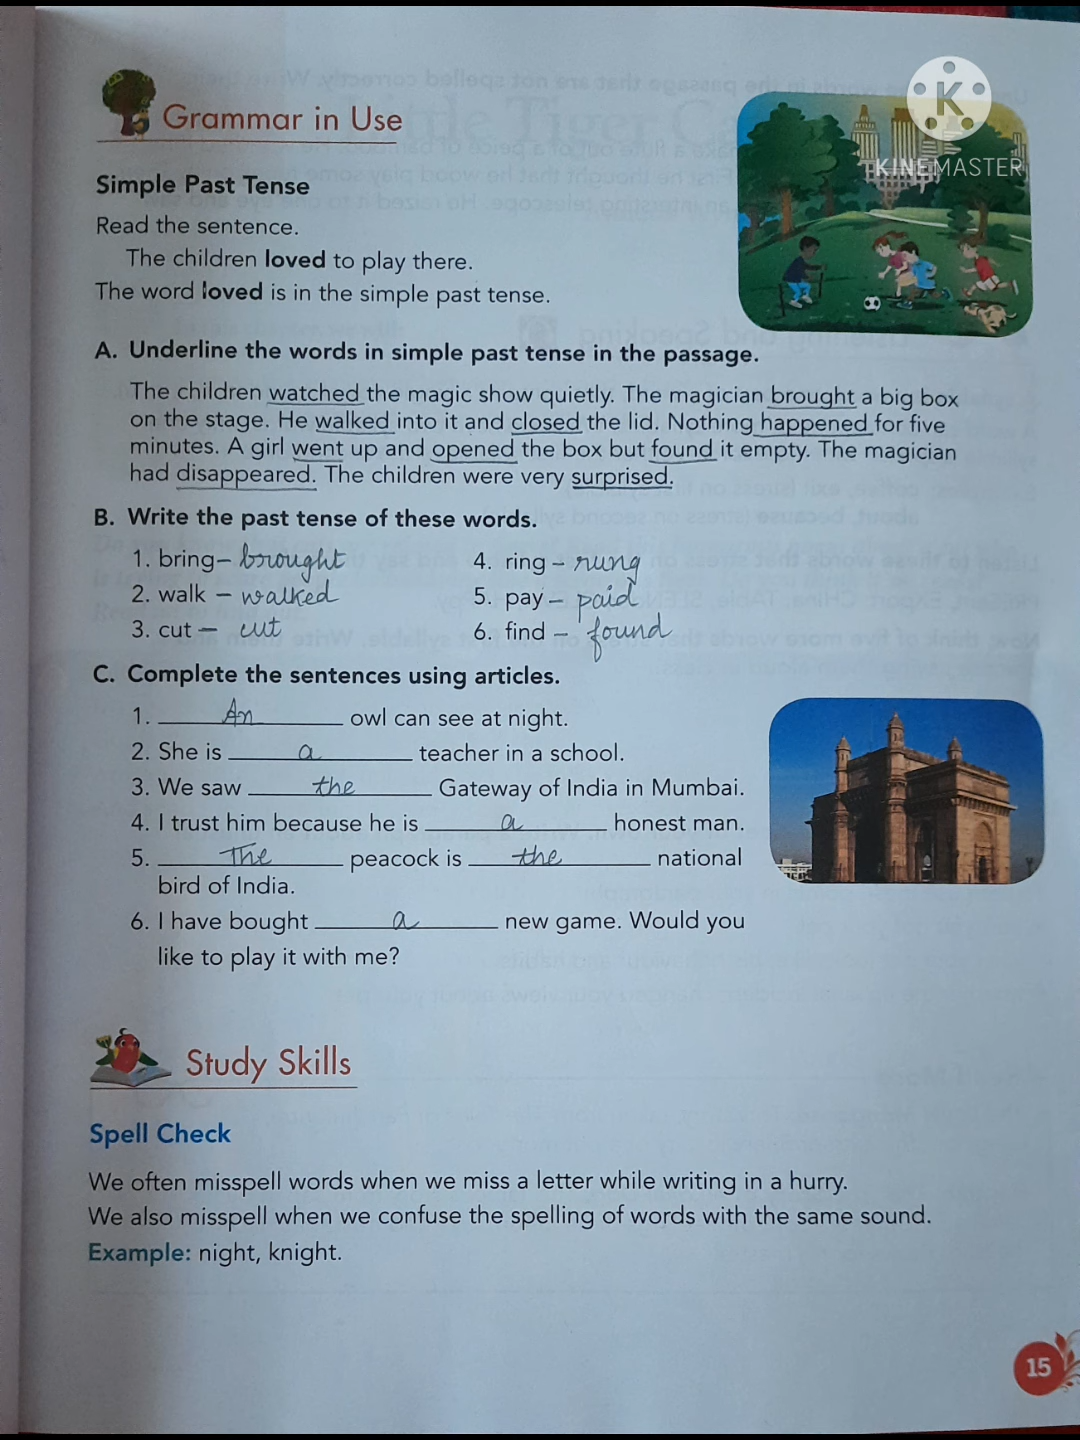 KINEMASTER
Grammar in Use
Simple Past Tense
Read the sentence.
The children loved to play there.
The word loved is in the simple past tense.
A. Underline the words in simple past tense in the passage.
The children watched the magic show quietly. The magician brought a big box
on the stage. He walked into it and closed the lid. Nothing happened for five
minutes. A girl went up and opened the box but found it empty. The magician
had disappeared. The children were very surprised.
B. Write the past tense of these words.
1. bring – brought 4. ring – rung
2. walk – walked 5. pay – paid
3. cut – cut 6. find – found
C. Complete the sentences using articles.
1. An owl can see at night.
2. She is a teacher in a school.
3. We saw the Gateway of India in Mumbai.
4. I trust him because he is a honest man.
5. The peacock is the national
bird of India.
6. I have bought a new game. Would you
like to play it with me?
Study Skills
Spell Check
We often misspell words when we miss a letter while writing in a hurry.
We also misspell when we confuse the spelling of words with the same sound.
Example: night, knight.
15